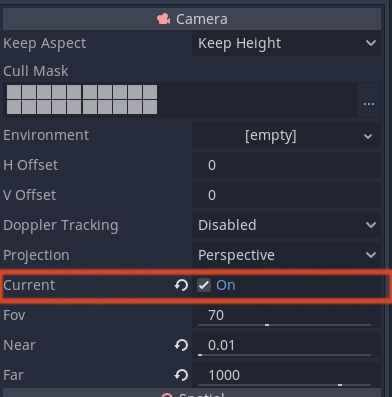 Camera
Keep Aspect Keep Height
Cull Mask
...
Environment [empty]
H Offset 0
V Offset 0
Doppler Tracking Disabled
Projection Perspective
Current On
Fov 70
Near 0.01
Far 1000
Spatial